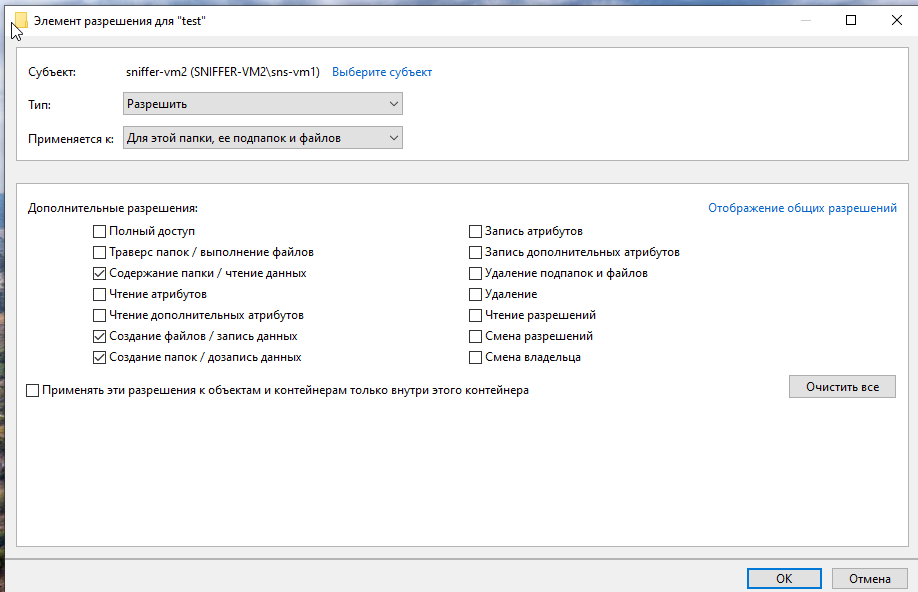 Элемент разрешения для "test"
Субъект: sniffer-vm2 (SNIFFER-VM2\sns-vm1) Выберите субъект
Тип: Разрешить
Применяется к: Для этой папки, ее подпапок и файлов
Дополнительные разрешения: Отображение общих разрешений
Полный доступ Запись атрибутов
Траверс папок / выполнение файлов Запись дополнительных атрибутов
Содержание папки / чтение данных Удаление подпапок и файлов
Чтение атрибутов Удаление
Чтение дополнительных атрибутов Чтение разрешений
Создание файлов / запись данных Смена разрешений
Создание папок / дозапись данных Смена владельца
Применять эти разрешения к объектам и контейнерам только внутри этого контейнера Очистить все
ОК Отмена